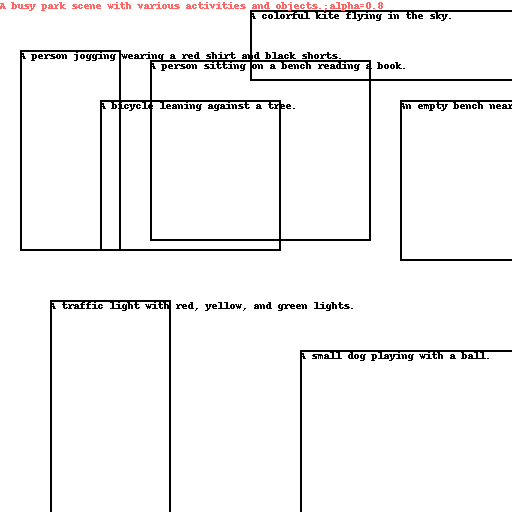 A busy park scene with various activities and objects.;alpha=0.8
A colorful kite flying in the sky.
A person jogging wearing a red shirt and black shorts.
A person sitting on a bench reading a book.
A bicycle leaning against a tree.
An empty bench near
A traffic light with red, yellow, and green lights.
A small dog playing with a ball.